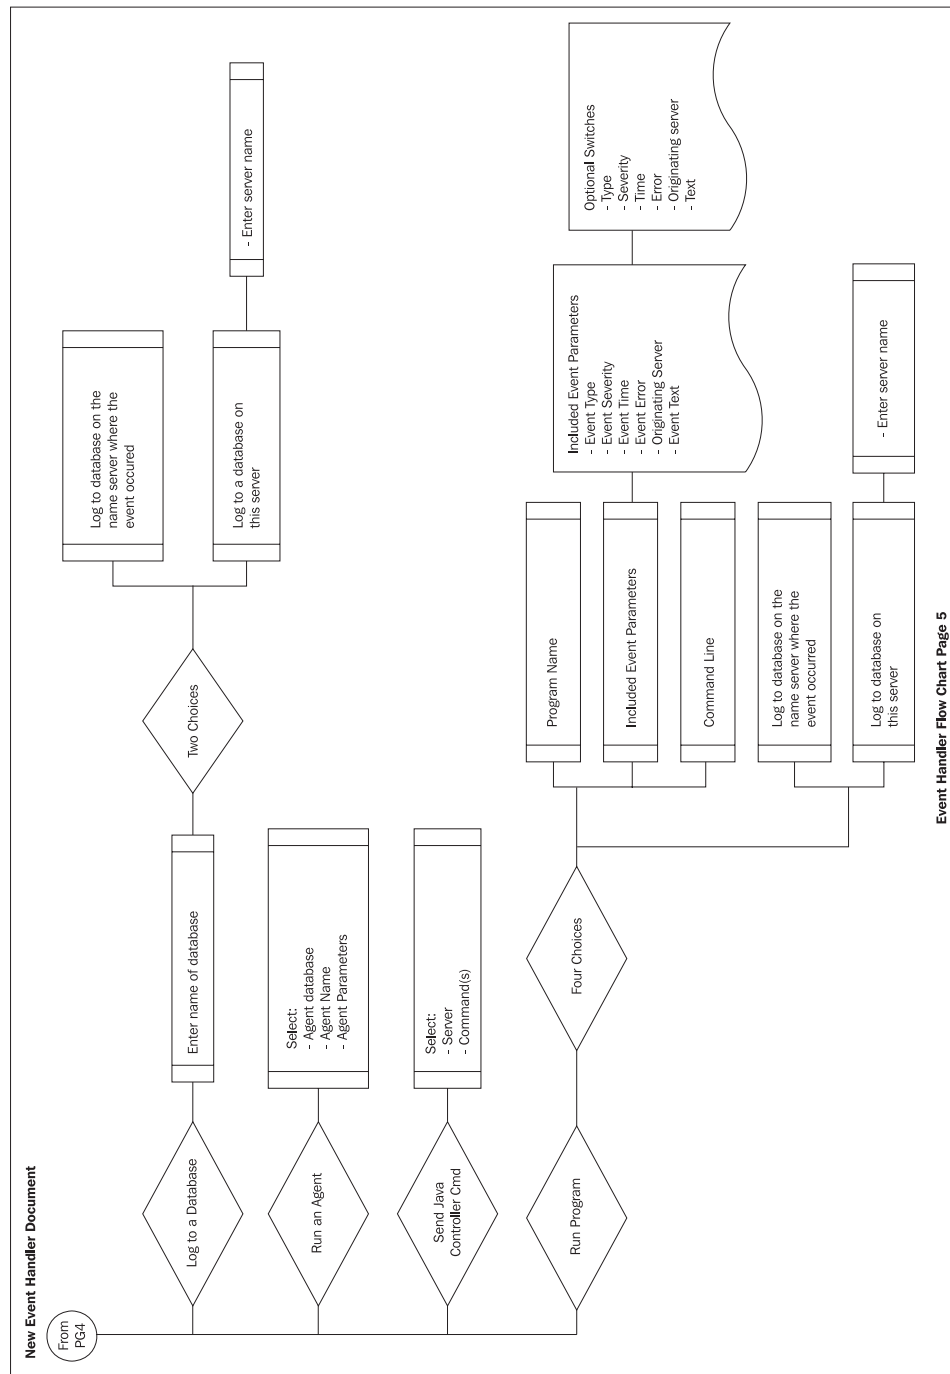 New Event Handler Document
From
PG4
Log to a Database
Enter name of database
Two Choices
Log to database on the
name server where the
event occured
Log to a database on
this server
- Enter server name
Run an Agent
Select:
- Agent database
- Agent Name
- Agent Parameters
Send Java
Controller Cmd
Select:
- Server
- Command(s)
Run Program
Four Choices
Program Name
Included Event Parameters
Command Line
Log to database on the
name server where the
event occurred
Log to database on
this server
Included Event Parameters
- Event Type
- Event Severity
- Event Time
- Event Error
- Originating Server
- Event Text
Optional Switches
- Type
- Severity
- Time
- Error
- Originating server
- Text
- Enter server name
Event Handler Flow Chart Page 5